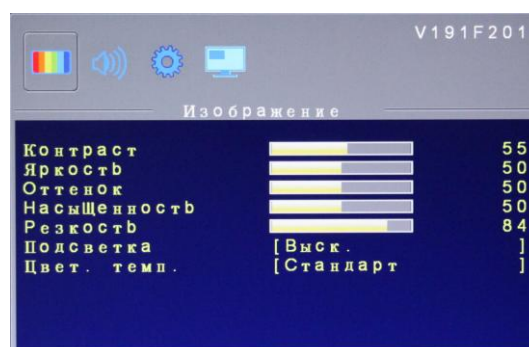 V191F201
Изображение
Контраст 55
Яркость 50
Оттенок 50
Насыщенность 50
Резкость 84
Подсветка [Выск. ]
Цвет. темп. [Стандарт ]